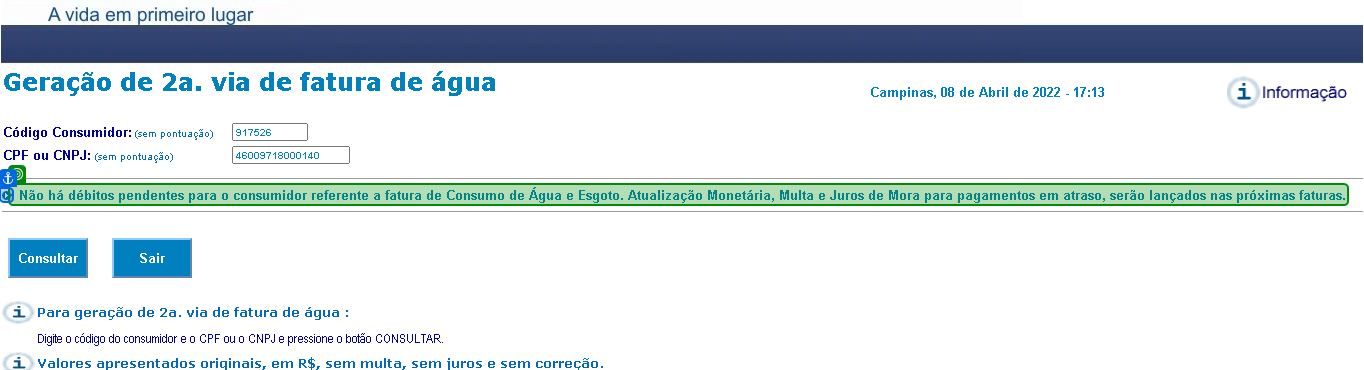 A vida em primeiro lugar
Geração de 2a. via de fatura de água
Campinas, 08 de Abril de 2022 - 17:13
Informação
Código Consumidor: (sem pontuação) 917526
CPF ou CNPJ: (sem pontuação) 46009718000140
Não há débitos pendentes para o consumidor referente a fatura de Consumo de Água e Esgoto. Atualização Monetária, Multa e Juros de Mora para pagamentos em atraso, serão lançados nas próximas faturas.
Consultar Sair
Para geração de 2a. via de fatura de água :
Digite o código do consumidor e o CPF ou o CNPJ e pressione o botão CONSULTAR.
Valores apresentados originais, em R$, sem multa, sem juros e sem correção.